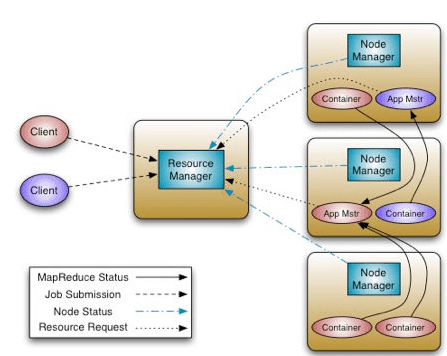 Node
Manager
Container
App Mstr
Client
Resource
Manager
Node
Manager
Client
App Mstr
Container
MapReduce Status
Job Submission
Node Status
Resource Request
Node
Manager
Container
Container